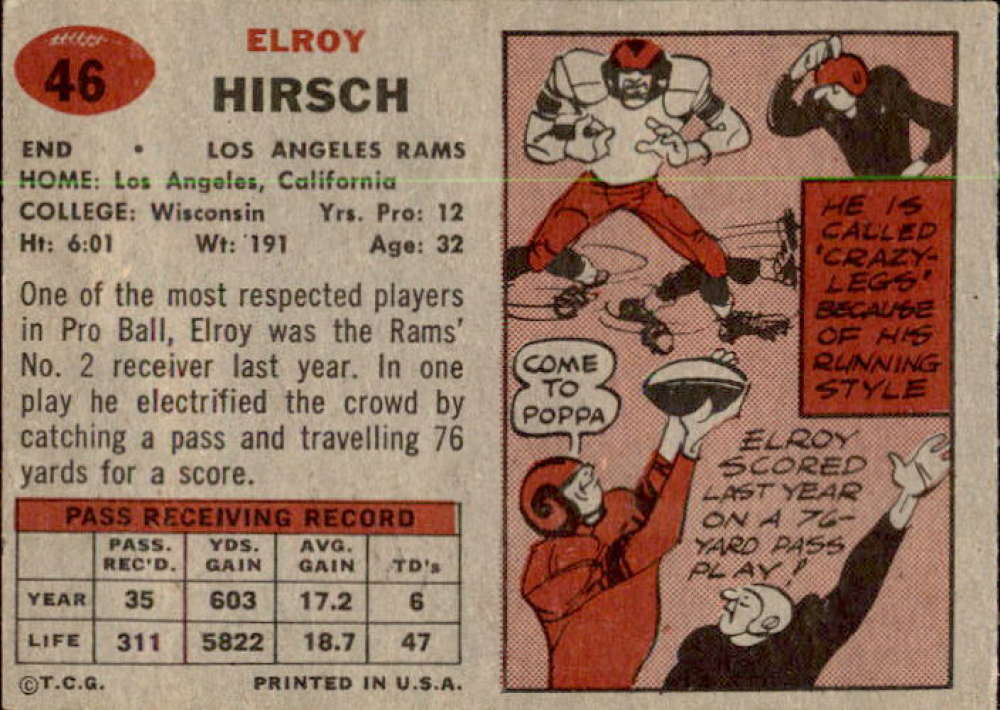 46
ELROY
HIRSCH
END • LOS ANGELES RAMS
HOME: Los Angeles, California
COLLEGE: Wisconsin Yrs. Pro: 12
Ht: 6:01 Wt: 191 Age: 32
One of the most respected players
in Pro Ball, Elroy was the Rams'
No. 2 receiver last year. In one
play he electrified the crowd by
catching a pass and travelling 76
yards for a score.
PASS RECEIVING RECORD
PASS. REC'D. YDS. GAIN AVG. GAIN TD's
YEAR 35 603 17.2 6
LIFE 311 5822 18.7 47
©T.C.G. PRINTED IN U.S.A.
HE IS
CALLED
'CRAZY-
LEGS'
BECAUSE
OF HIS
RUNNING
STYLE
COME
TO
POPPA
ELROY
SCORED
LAST YEAR
ON A 76-
YARD PASS
PLAY!